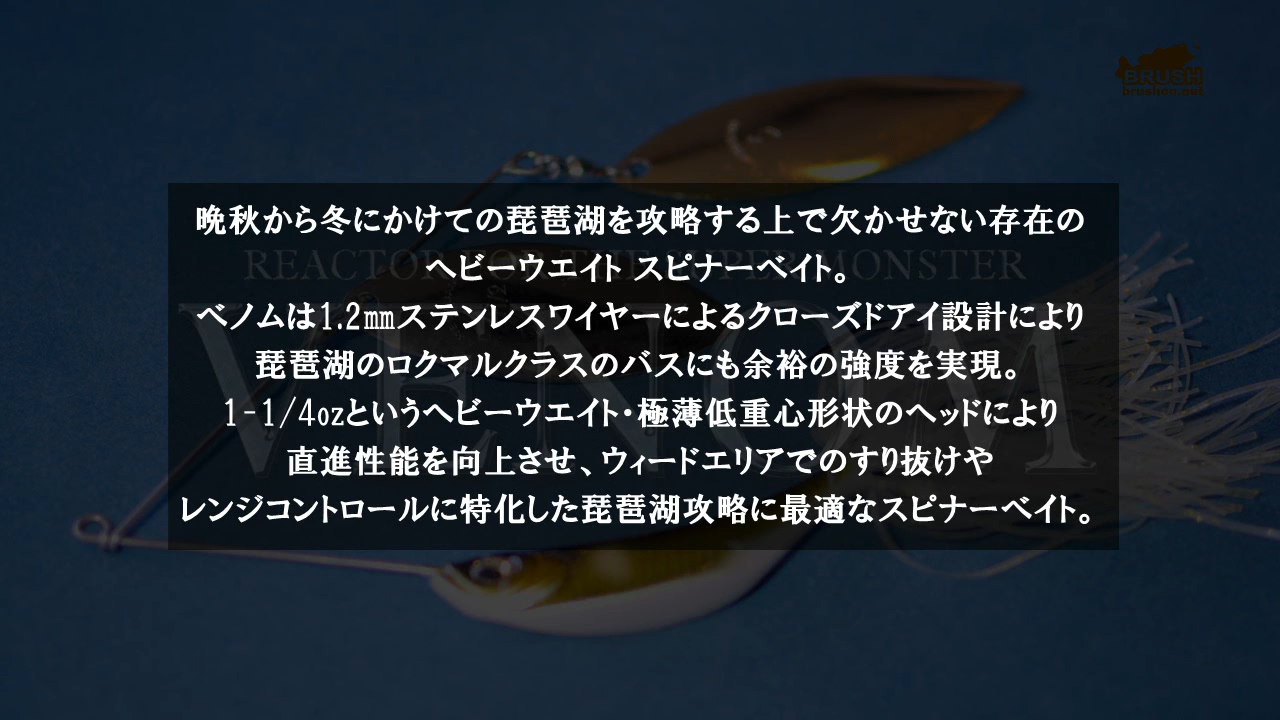 BRUSH
brushon.net
晩秋から冬にかけての琵琶湖を攻略する上で欠かせない存在の
REACTOR FOR THE SUPER MONSTER
ヘビーウエイト スピナーベイト。
VENOM
ベノムは1.2mmステンレスワイヤーによるクローズドアイ設計により
琵琶湖のロクマルクラスのバスにも余裕の強度を実現。
1-1/4ozというヘビーウエイト・極薄低重心形状のヘッドにより
直進性能を向上させ、ウィードエリアでのすり抜けや
レンジコントロールに特化した琵琶湖攻略に最適なスピナーベイト。